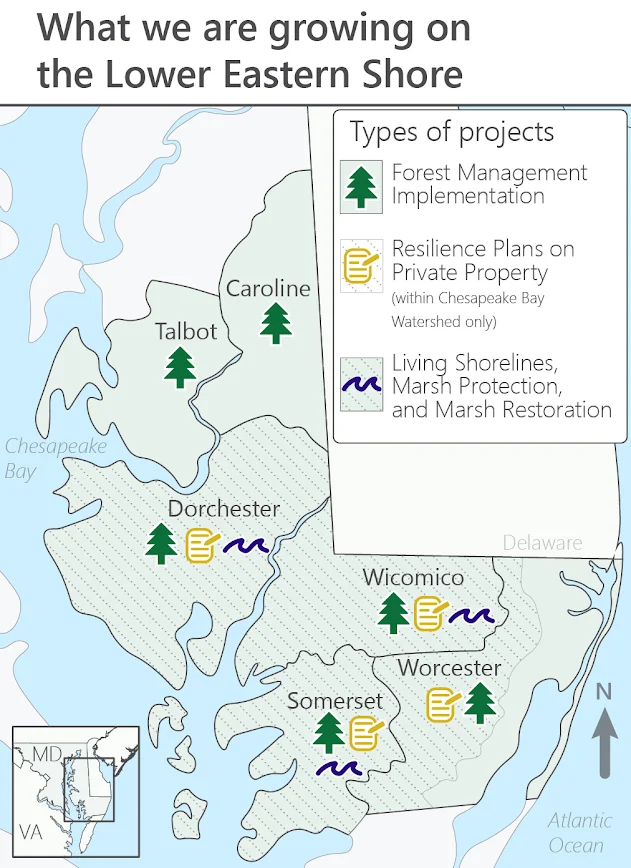 What we are growing on
the Lower Eastern Shore
Types of projects
Forest Management
Implementation
Resilience Plans on
Private Property
(within Chesapeake Bay
Watershed only)
Living Shorelines,
Marsh Protection,
and Marsh Restoration
Caroline
Talbot
Chesapeake
Bay
Dorchester
Delaware
Wicomico
Worcester
Somerset
N
MD
VA
Atlantic
Ocean